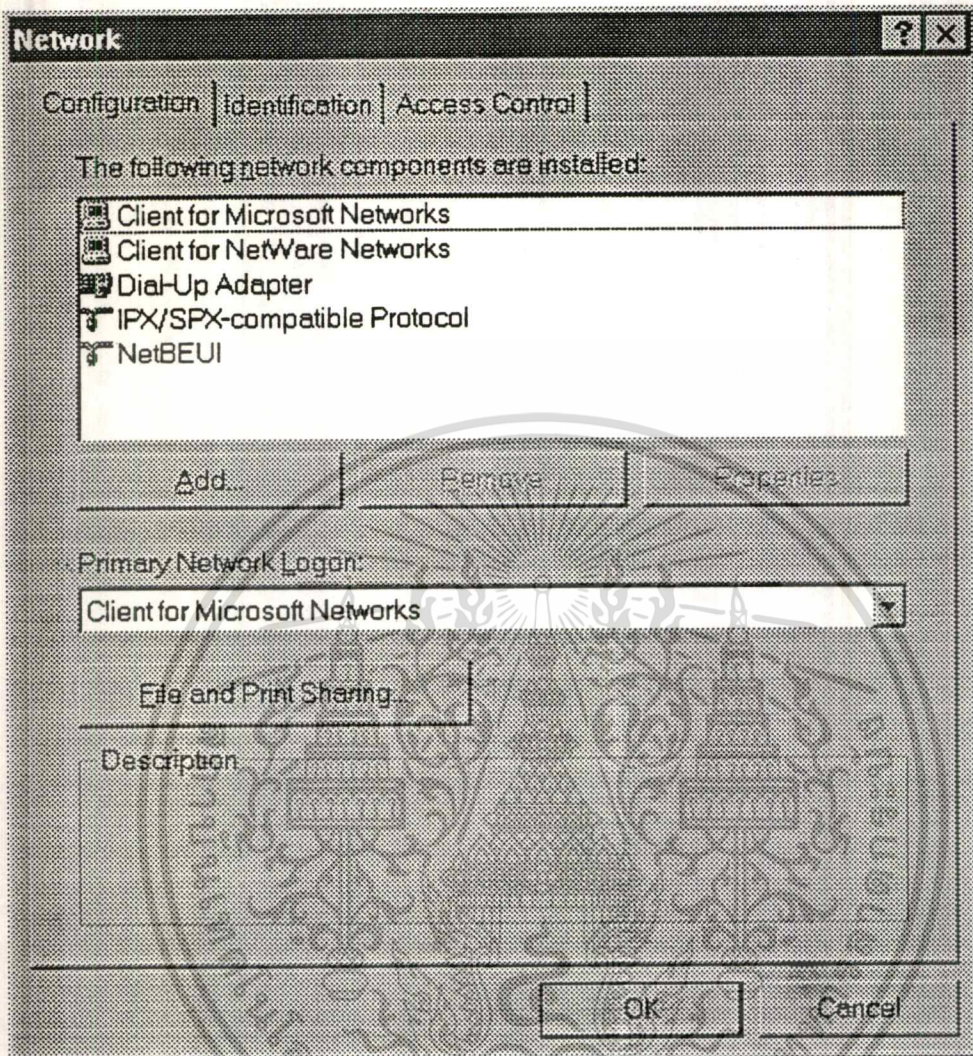 Network
Configuration Identification Access Control
The following network components are installed:
Client for Microsoft Networks
Client for NetWare Networks
Dial-Up Adapter
IPX/SPX-compatible Protocol
NetBEUI
Add... Remove Properties
Primary Network Logon:
Client for Microsoft Networks
File and Print Sharing...
Description
OK Cancel